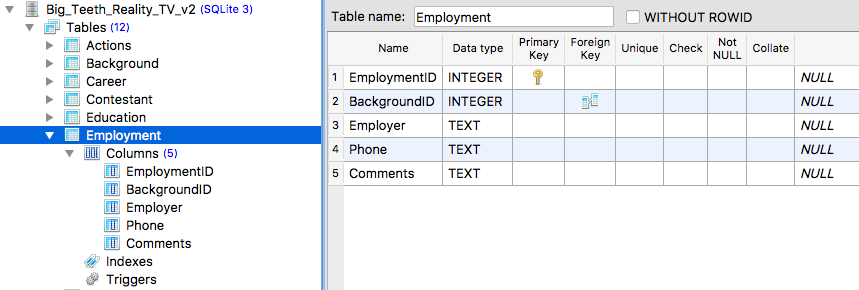 Big_Teeth_Reality_TV_v2 (SQLite 3)
Tables (12)
Actions
Background
Career
Contestant
Education
Employment
Columns (5)
EmploymentID
BackgroundID
Employer
Phone
Comments
Indexes
Triggers
Table name: Employment WITHOUT ROWID
Name Data type Primary Key Foreign Key Unique Check Not NULL Collate
1 EmploymentID INTEGER NULL
2 BackgroundID INTEGER NULL
3 Employer TEXT NULL
4 Phone TEXT NULL
5 Comments TEXT NULL